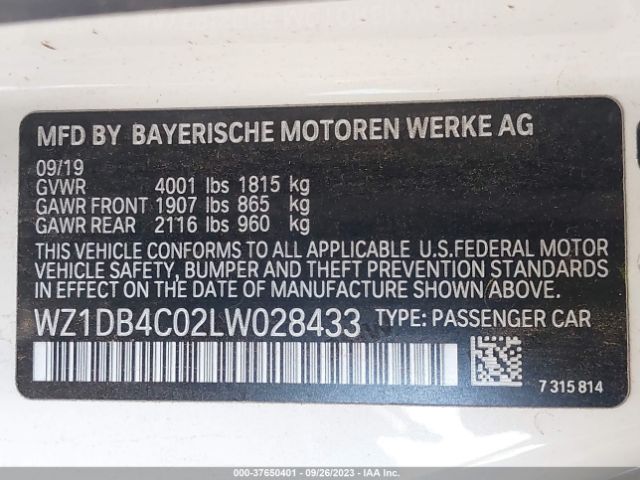 MFD BY BAYERISCHE MOTOREN WERKE AG
09/19
GVWR 4001 lbs 1815 kg
GAWR FRONT 1907 lbs 865 kg
GAWR REAR 2116 lbs 960 kg
THIS VEHICLE CONFORMS TO ALL APPLICABLE U.S.FEDERAL MOTOR
VEHICLE SAFETY, BUMPER AND THEFT PREVENTION STANDARDS
IN EFFECT ON THE DATE OF MANUFACTURE SHOWN ABOVE.
WZ1DB4C02LW028433 TYPE: PASSENGER CAR
7 315 814
000-37650401 - 09/26/2023 - IAA Inc.